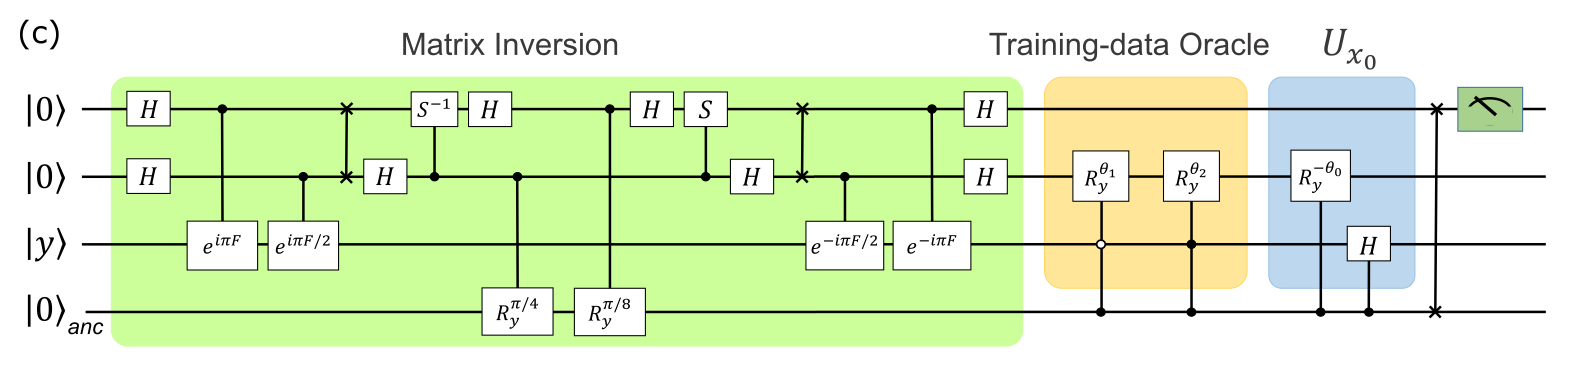 (c)
Matrix Inversion Training-data Oracle U_{x_0}
|0⟩ H S^{-1} H H S H
|0⟩ H H H H R_y^{θ_1} R_y^{θ_2} R_y^{-θ_0}
|y⟩ e^{iπF} e^{iπF/2} e^{-iπF/2} e^{-iπF} H
|0⟩_{anc} R_y^{π/4} R_y^{π/8}